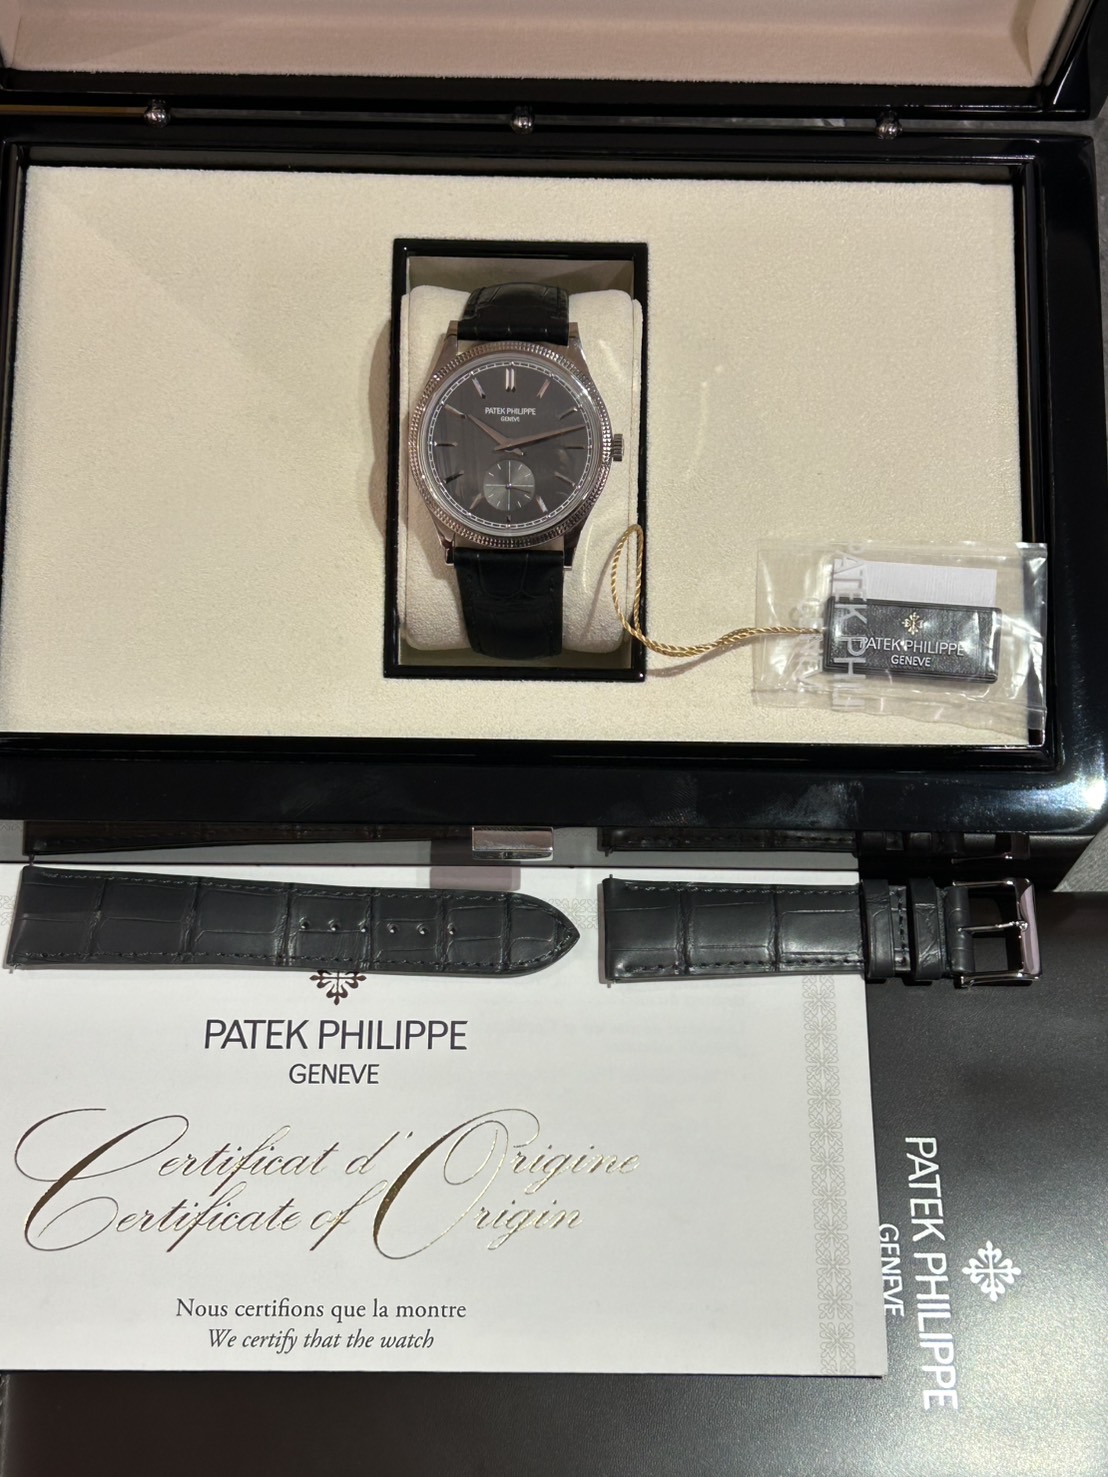 PATEK PHILIPPE
GENEVE
PATEK PHILIPPE
GENEVE
PATEK PHILIPPE
GENEVE
Certificat d'Origine
Certificate of Origin
Nous certifions que la montre
We certify that the watch
PATEK PHILIPPE
GENEVE